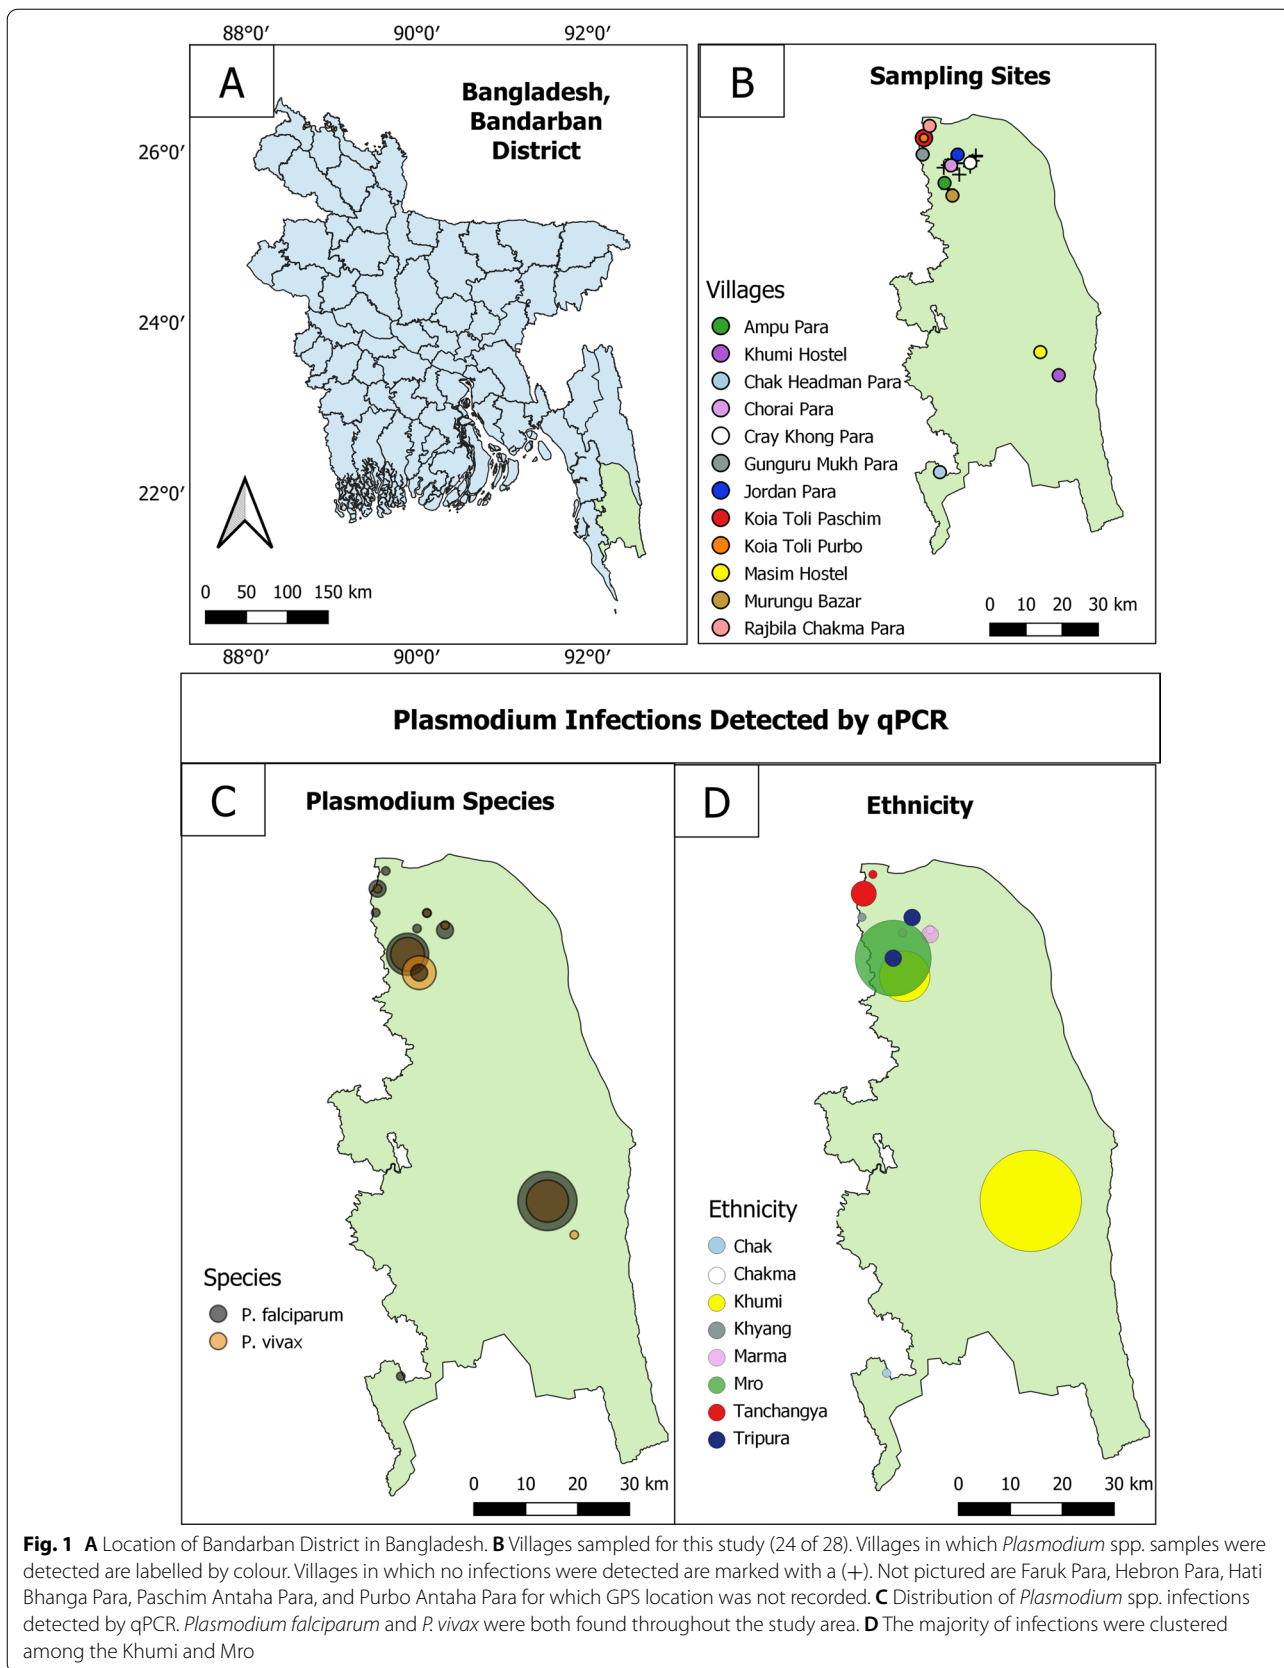 88°0′ 90°0′ 92°0′
A
Bangladesh,
Bandarban
District
26°0′
24°0′
22°0′
0 50 100 150 km
88°0′ 90°0′ 92°0′
B
Sampling Sites
Villages
Ampu Para
Khumi Hostel
Chak Headman Para
Chorai Para
Cray Khong Para
Gunguru Mukh Para
Jordan Para
Koia Toli Paschim
Koia Toli Purbo
Masim Hostel
Murungu Bazar
Rajbila Chakma Para
0 10 20 30 km
Plasmodium Infections Detected by qPCR
C
Plasmodium Species
Species
P. falciparum
P. vivax
0 10 20 30 km
D
Ethnicity
Ethnicity
Chak
Chakma
Khumi
Khyang
Marma
Mro
Tanchangya
Tripura
0 10 20 30 km
Fig. 1 A Location of Bandarban District in Bangladesh. B Villages sampled for this study (24 of 28). Villages in which Plasmodium spp. samples were
detected are labelled by colour. Villages in which no infections were detected are marked with a (+). Not pictured are Faruk Para, Hebron Para, Hati
Bhanga Para, Paschim Antaha Para, and Purbo Antaha Para for which GPS location was not recorded. C Distribution of Plasmodium spp. infections
detected by qPCR. Plasmodium falciparum and P. vivax were both found throughout the study area. D The majority of infections were clustered
among the Khumi and Mro